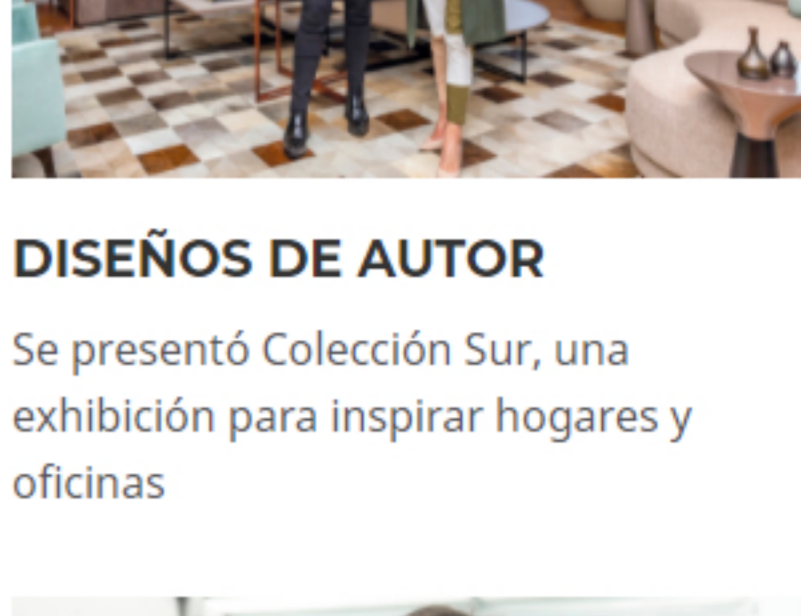 DISEÑOS DE AUTOR
Se presentó Colección Sur, una
exhibición para inspirar hogares y
oficinas